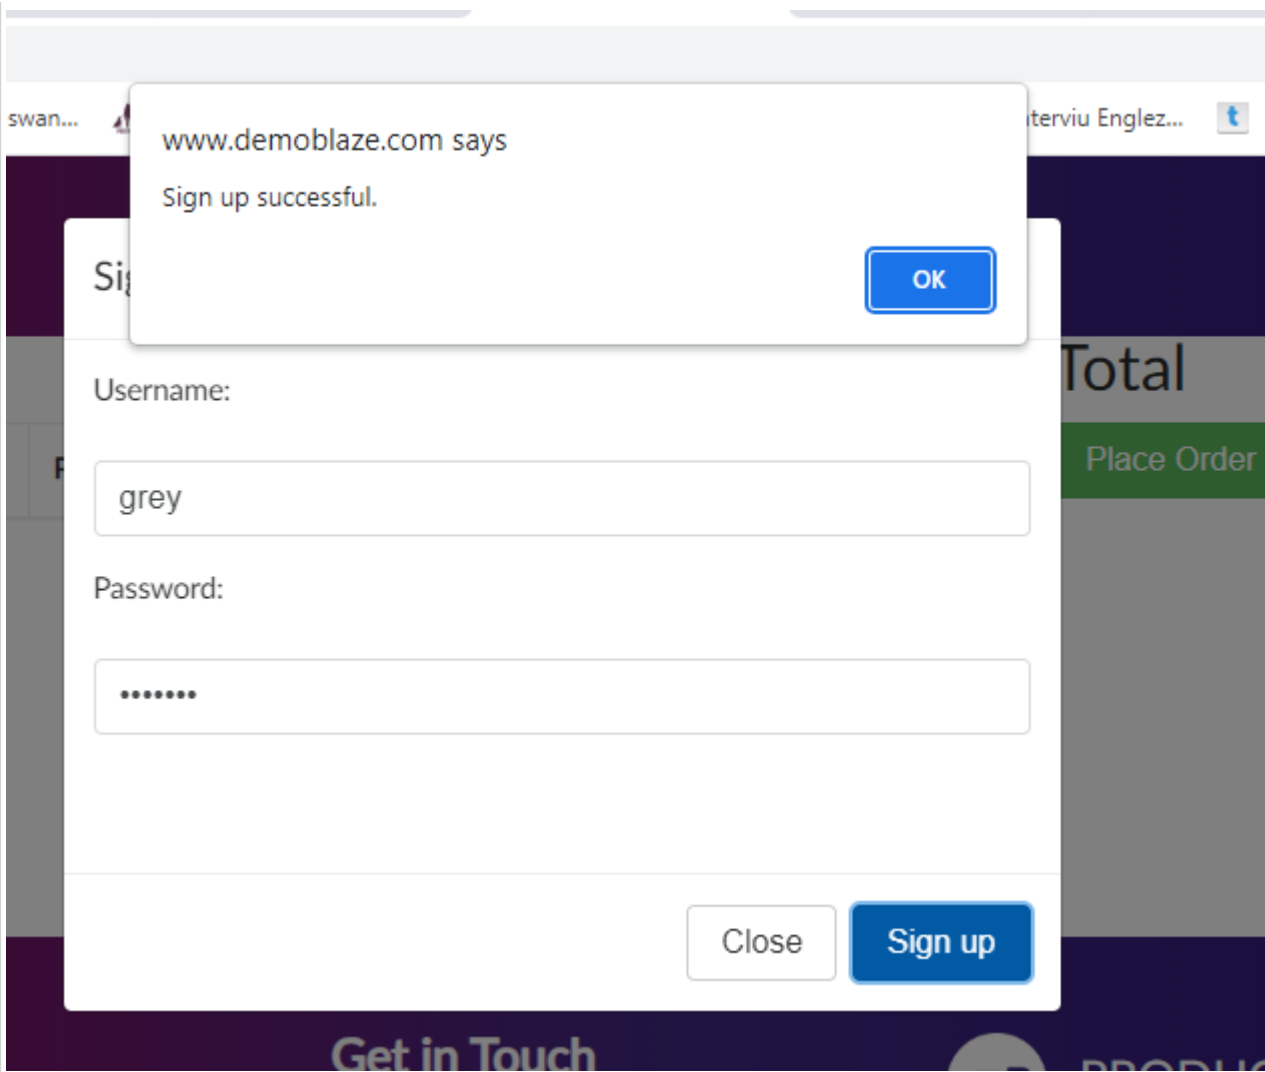 swan...
www.demoblaze.com says
terviu Englez...
Sign up successful.
OK
Total
Username:
Place Order
grey
Password:
Close
Sign up
Get in Touch